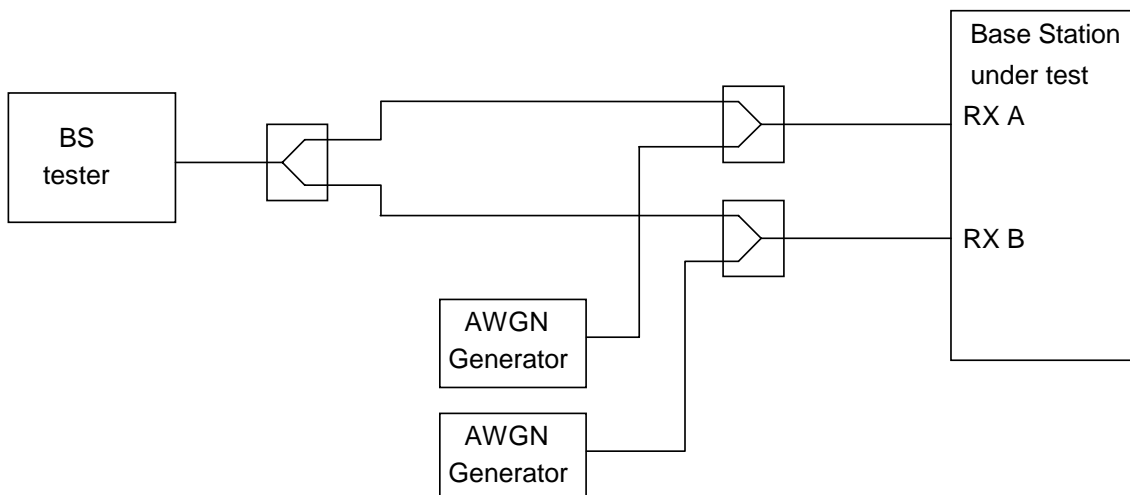 BS
tester
Base Station
under test
RX A
RX B
AWGN
Generator
AWGN
Generator